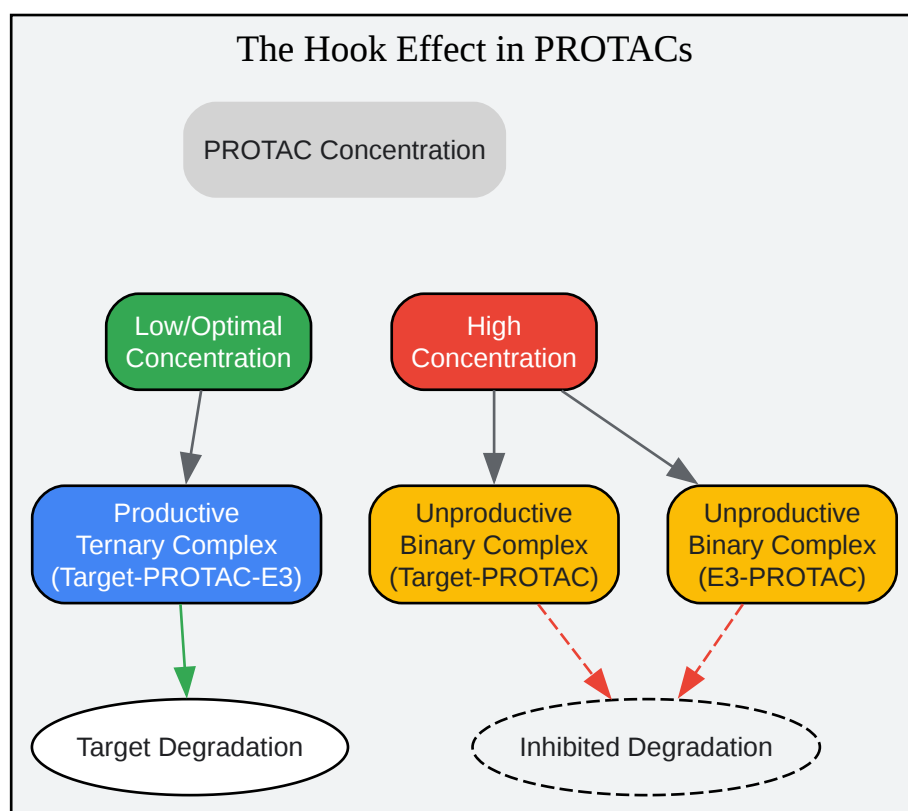 The Hook Effect in PROTACs
PROTAC Concentration
Low/Optimal
Concentration
High
Concentration
Productive
Ternary Complex
(Target-PROTAC-E3)
Unproductive
Binary Complex
(Target-PROTAC)
Unproductive
Binary Complex
(E3-PROTAC)
Target Degradation
Inhibited Degradation